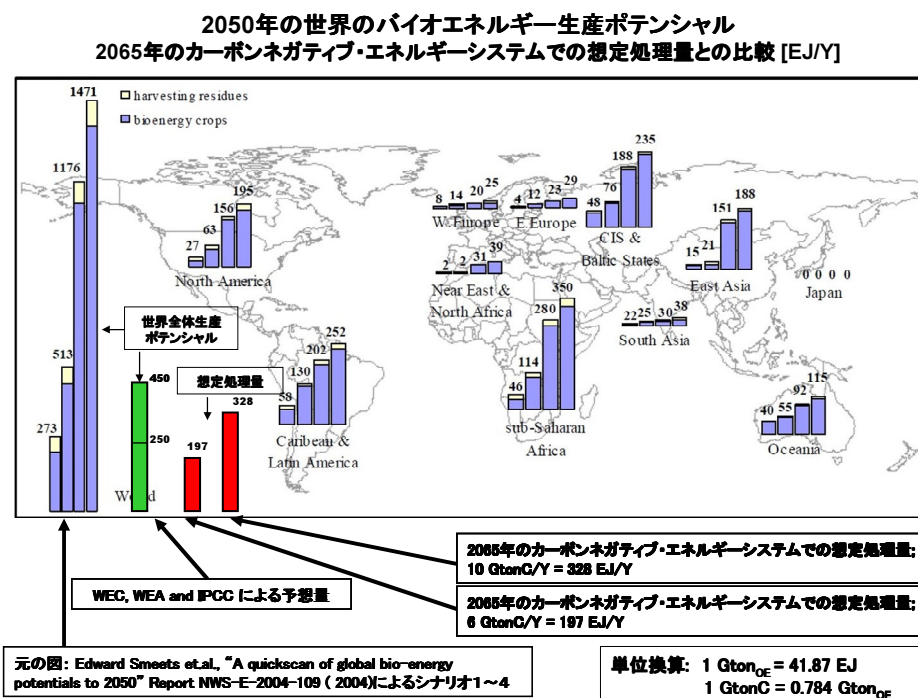 2050年の世界のバイオエネルギー生産ポテンシャル
2065年のカーボンネガティブ・エネルギーシステムでの想定処理量との比較 [EJ/Y]
harvesting residues
bioenergy crops
273
513
1176
1471
27
63
156
195
North America
8
14
20
25
W. Europe
4
12
23
29
E Europe
48
76
188
235
CIS &
Baltic States
15
21
151
188
East Asia
0 0 0 0
Japan
2
2
31
39
Near East &
North Africa
22
25
30
38
South Asia
58
130
202
252
Caribean &
Latin America
46
114
280
350
sub-Saharan
Africa
40
55
92
115
Oceania
世界全体生産
ポテンシャル
450
250
想定処理量
197
328
World
2065年のカーボンネガティブ・エネルギーシステムでの想定処理量;
10 GtonC/Y = 328 EJ/Y
2065年のカーボンネガティブ・エネルギーシステムでの想定処理量;
6 GtonC/Y = 197 EJ/Y
WEC, WEA and IPCC による予想量
元の図: Edward Smeets et.al., “A quickscan of global bio-energy
potentials to 2050” Report NWS-E-2004-109 ( 2004)によるシナリオ1~4
単位換算: 1 GtonOE = 41.87 EJ
1 GtonC = 0.784 GtonOE